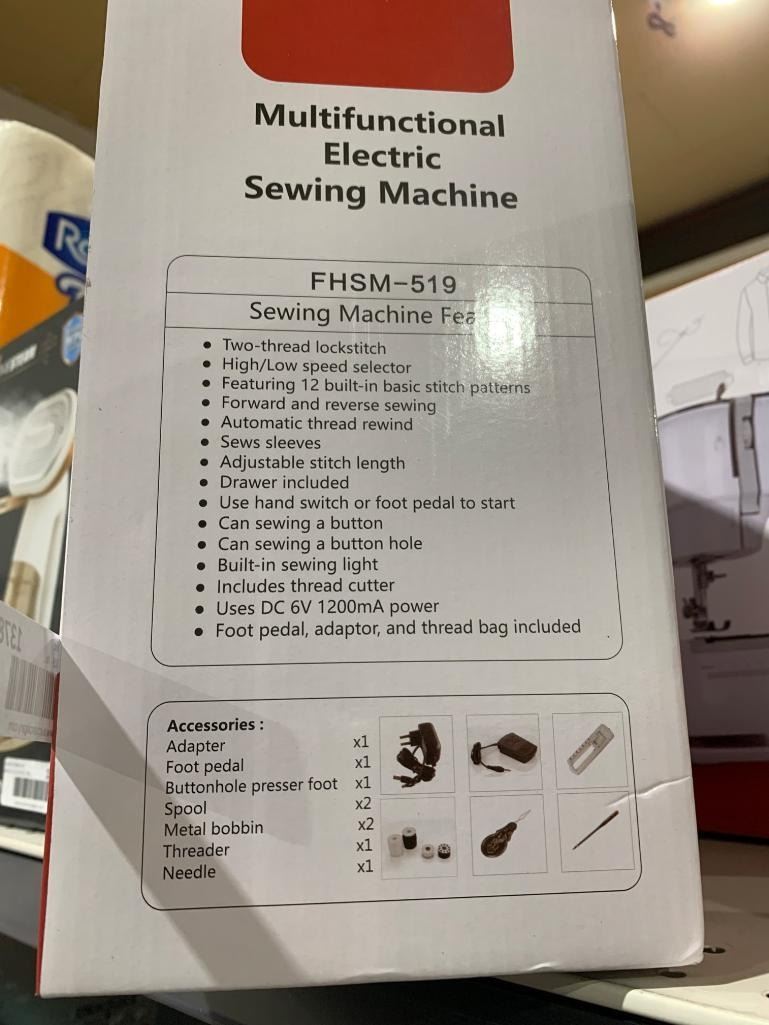 Multifunctional
Electric
Sewing Machine
FHSM-519
Sewing Machine
• Two-thread lockstitch
• High/Low speed selector
• Featuring 12 built-in basic stitch patterns
• Forward and reverse sewing
• Automatic thread rewind
• Sews sleeves
• Adjustable stitch length
• Drawer included
• Use hand switch or foot pedal to start
• Can sewing a button
• Can sewing a button hole
• Built-in sewing light
• Includes thread cutter
• Uses DC 6V 1200mA power
• Foot pedal, adaptor, and thread bag included
Accessories :
Adapter x1
Foot pedal x1
Buttonhole presser foot x1
Spool x2
Metal bobbin x2
Threader x1
Needle x1